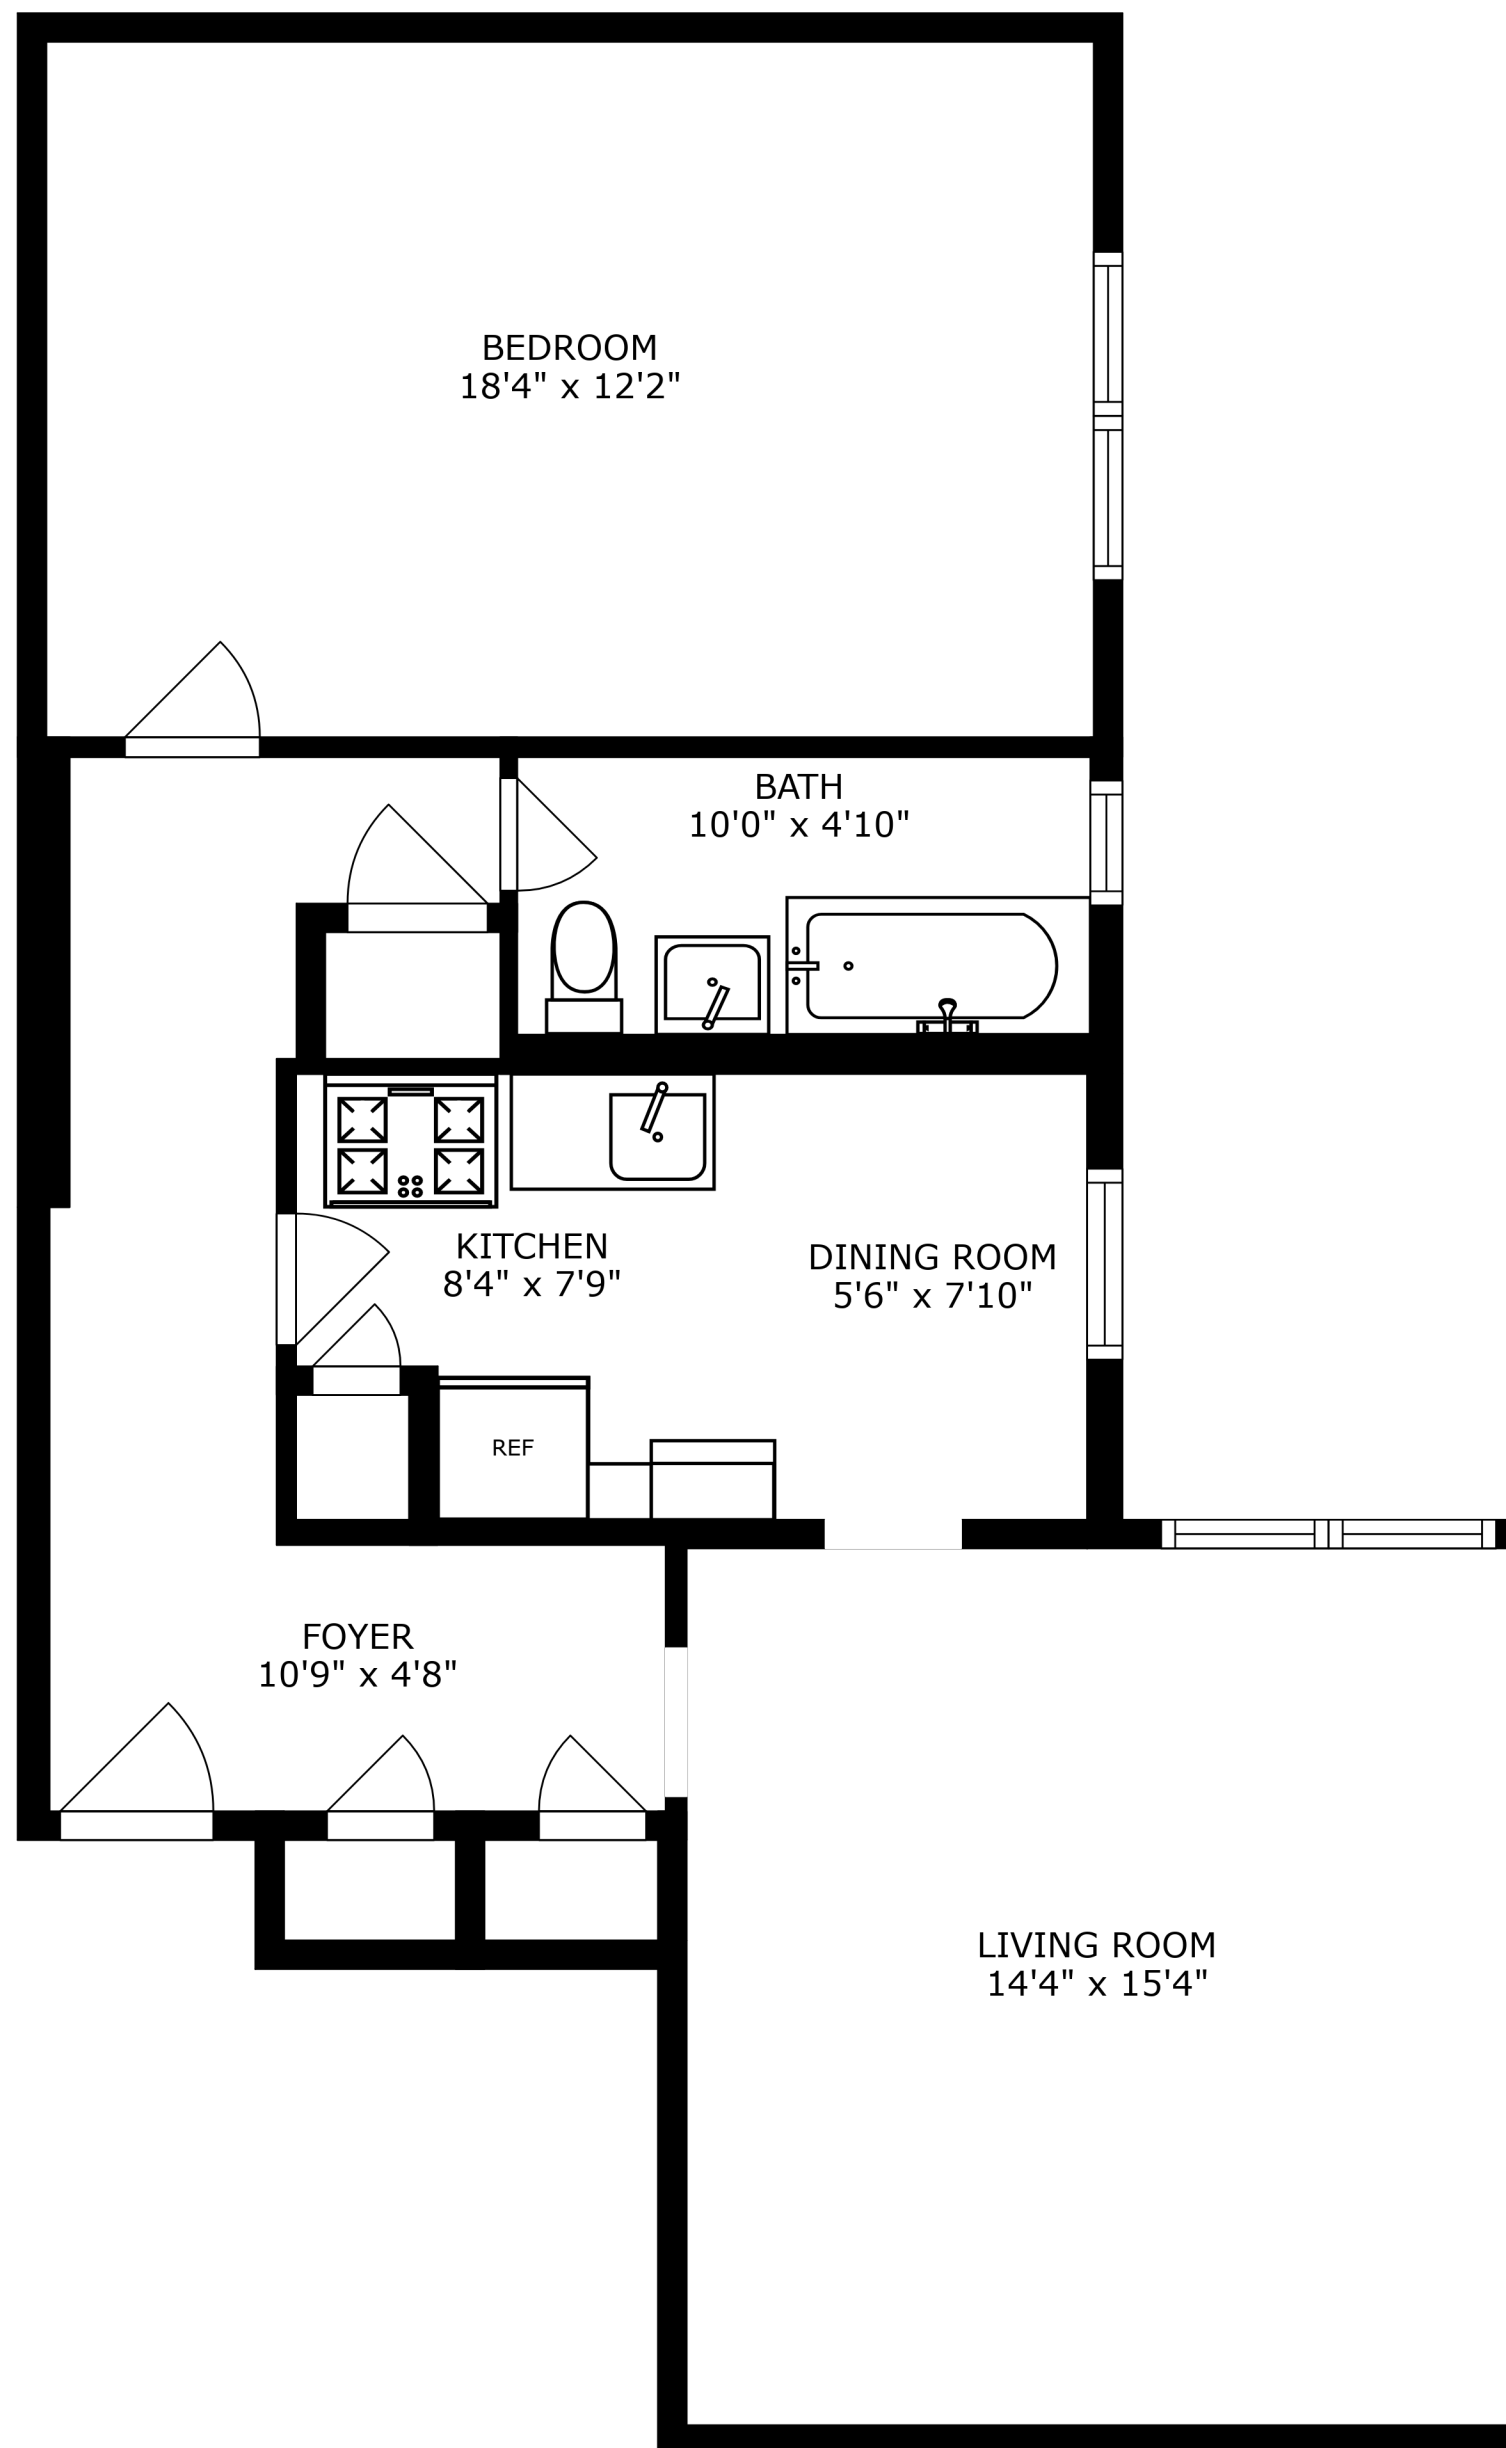 BEDROOM
18'4" x 12'2"
BATH
10'0" x 4'10"
KITCHEN
8'4" x 7'9"
DINING ROOM
5'6" x 7'10"
REF
FOYER
10'9" x 4'8"
LIVING ROOM
14'4" x 15'4"